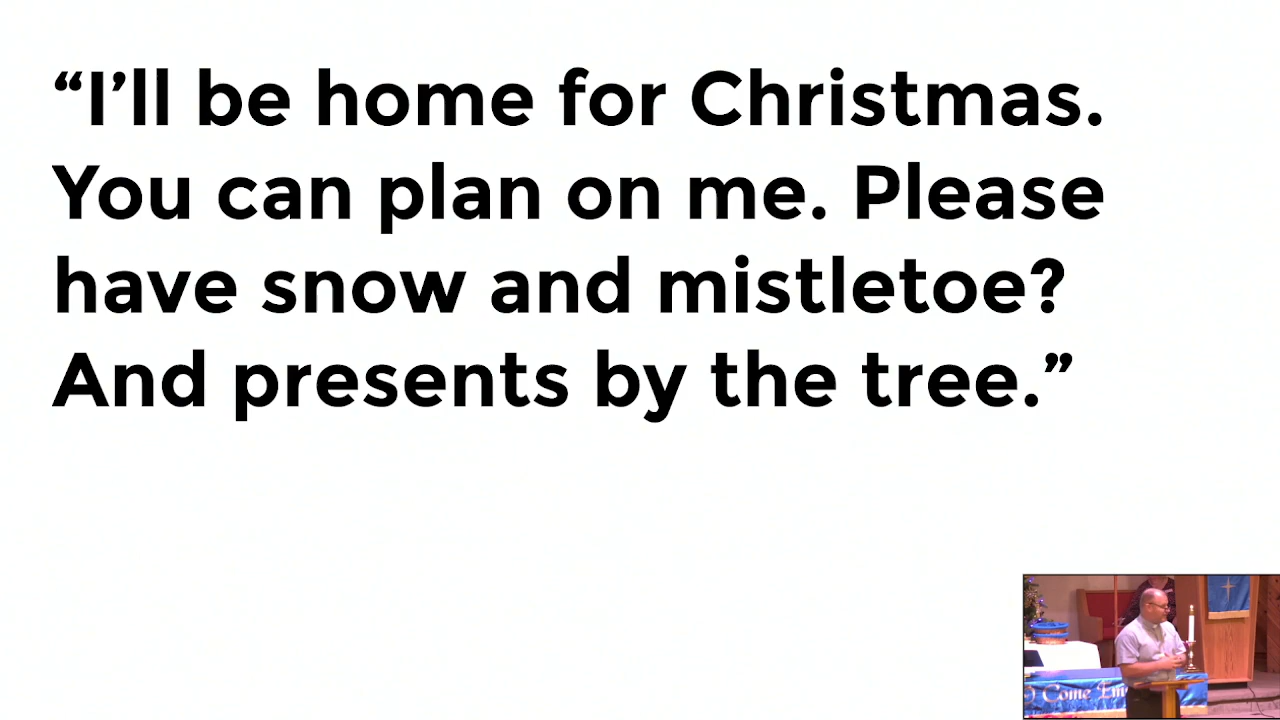 “I’ll be home for Christmas.
You can plan on me. Please
have snow and mistletoe?
And presents by the tree.”
O Come